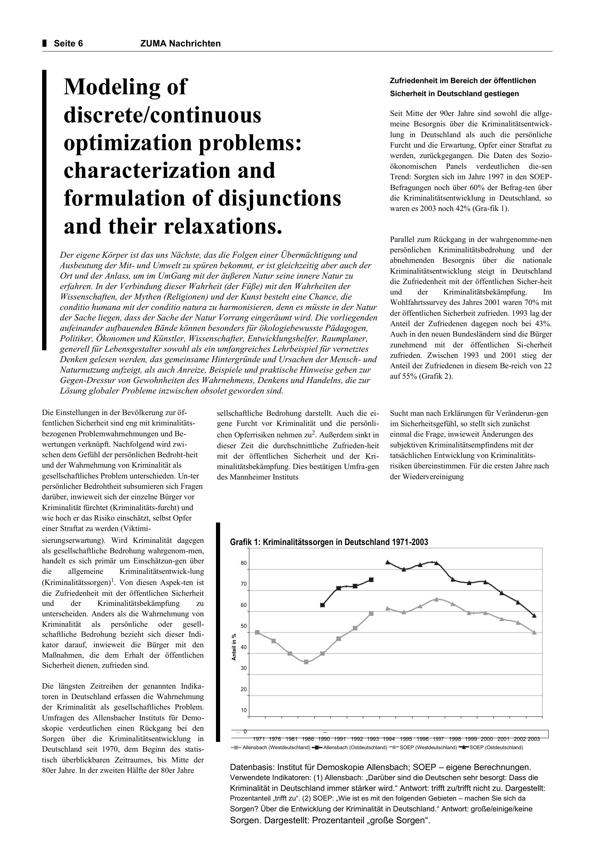 Seite 6
ZUMA Nachrichten
Modeling of
discrete/continuous
optimization problems:
characterization and
formulation of disjunctions
and their relaxations.
Der eigene Körper ist das uns Nächste, das die Folgen einer Übermächtigung und
Ausbeutung der Mit- und Umwelt zu spüren bekommt, er ist gleichzeitig aber auch der
Ort und der Anlass, um im UmGang mit der äußeren Natur seine innere Natur zu
erfahren. In der Verbindung dieser Wahrheit (der Füße) mit den Wahrheiten der
Wissenschaften, der Mythen (Religionen) und der Kunst besteht eine Chance, die
conditio humana mit der conditio natura zu harmonisieren, denn es müsste in der Natur
der Sache liegen, dass der Sache der Natur Vorrang eingeräumt wird. Die vorliegenden
aufeinander aufbauenden Bände können besonders für ökologiebewusste Pädagogen,
Politiker, Ökonomen und Künstler, Wissenschafter, Entwicklungshelfer, Raumplaner,
generell für Lebensgestalter sowohl als ein umfangreiches Lehrbeispiel für vernetztes
Denken gelesen werden, das gemeinsame Hintergründe und Ursachen der Mensch- und
Naturnutzung aufzeigt, als auch Anreize, Beispiele und praktische Hinweise geben zur
Gegen-Dressur von Gewohnheiten des Wahrnehmens, Denkens und Handelns, die zur
Lösung globaler Probleme inzwischen obsolet geworden sind.
Die Einstellungen in der Bevölkerung zur öf-
fentlichen Sicherheit sind eng mit kriminalitäts-
bezogenen Problemwahrnehmungen und Be-
wertungen verknüpft. Nachfolgend wird zwi-
schen dem Gefühl der persönlichen Bedroht-heit
und der Wahrnehmung von Kriminalität als
gesellschaftliches Problem unterschieden. Un-ter
persönlicher Bedrohtheit subsumieren sich Fragen
darüber, inwieweit sich der einzelne Bürger vor
Kriminalität fürchtet (Kriminalitäts-furcht) und
wie hoch er das Risiko einschätzt, selbst Opfer
einer Straftat zu werden (Viktimi-
sierungserwartung). Wird Kriminalität dagegen
als gesellschaftliche Bedrohung wahrgenom-men,
handelt es sich primär um Einschätzun-gen über
die allgemeine Kriminalitätsentwick-lung
(Kriminalitätssorgen)1. Von diesen Aspek-ten ist
die Zufriedenheit mit der öffentlichen Sicherheit
und der Kriminalitätsbekämpfung zu
unterscheiden. Anders als die Wahrnehmung von
Kriminalität als persönliche oder gesell-
schaftliche Bedrohung bezieht sich dieser Indi-
kator darauf, inwieweit die Bürger mit den
Maßnahmen, die dem Erhalt der öffentlichen
Sicherheit dienen, zufrieden sind.
Die längsten Zeitreihen der genannten Indika-
toren in Deutschland erfassen die Wahrnehmung
der Kriminalität als gesellschaftliches Problem.
Umfragen des Allensbacher Instituts für Demo-
skopie verdeutlichen einen Rückgang bei den
Sorgen über die Kriminalitätsentwicklung in
Deutschland seit 1970, dem Beginn des statis-
tisch überblickbaren Zeitraumes, bis Mitte der
80er Jahre. In der zweiten Hälfte der 80er Jahre
sellschaftliche Bedrohung darstellt. Auch die ei-
gene Furcht vor Kriminalität und die persönli-
chen Opferrisiken nehmen zu2. Außerdem sinkt in
dieser Zeit die durchschnittliche Zufrieden-heit
mit der öffentlichen Sicherheit und der Kri-
minalitätsbekämpfung. Dies bestätigen Umfra-gen
des Mannheimer Instituts
Zufriedenheit im Bereich der öffentlichen
Sicherheit in Deutschland gestiegen
Seit Mitte der 90er Jahre sind sowohl die allge-
meine Besorgnis über die Kriminalitätsentwick-
lung in Deutschland als auch die persönliche
Furcht und die Erwartung, Opfer einer Straftat zu
werden, zurückgegangen. Die Daten des Sozio-
ökonomischen Panels verdeutlichen die-sen
Trend: Sorgten sich im Jahre 1997 in den SOEP-
Befragungen noch über 60% der Befrag-ten über
die Kriminalitätsentwicklung in Deutschland, so
waren es 2003 noch 42% (Gra-fik 1).
Parallel zum Rückgang in der wahrgenomme-nen
persönlichen Kriminalitätsbedrohung und der
abnehmenden Besorgnis über die nationale
Kriminalitätsentwicklung steigt in Deutschland
die Zufriedenheit mit der öffentlichen Sicher-heit
und der Kriminalitätsbekämpfung. Im
Wohlfahrtssurvey des Jahres 2001 waren 70% mit
der öffentlichen Sicherheit zufrieden. 1993 lag der
Anteil der Zufriedenen dagegen noch bei 43%.
Auch in den neuen Bundesländern sind die Bürger
zunehmend mit der öffentlichen Si-cherheit
zufrieden. Zwischen 1993 und 2001 stieg der
Anteil der Zufriedenen in diesem Be-reich von 22
auf 55% (Grafik 2).
Sucht man nach Erklärungen für Veränderun-gen
im Sicherheitsgefühl, so stellt sich zunächst
einmal die Frage, inwieweit Änderungen des
subjektiven Kriminalitätsempfindens mit der
tatsächlichen Entwicklung von Kriminalitäts-
risiken übereinstimmen. Für die ersten Jahre nach
der Wiedervereinigung
Grafik 1: Kriminalitätssorgen in Deutschland 1971-2003
Anteil in %
80
70
60
50
40
30
20
10
0
1971 1976 1981 1986 1990 1991 1992 1993 1994 1995 1996 1997 1998 1999 2000 2001 2002 2003
Allensbach (Westdeutschland) Allensbach (Ostdeutschland) SOEP (Westdeutschland) SOEP (Ostdeutschland)
Datenbasis: Institut für Demoskopie Allensbach; SOEP – eigene Berechnungen.
Verwendete Indikatoren: (1) Allensbach: „Darüber sind die Deutschen sehr besorgt: Dass die
Kriminalität in Deutschland immer stärker wird.“ Antwort: trifft zu/trifft nicht zu. Dargestellt:
Prozentanteil „trifft zu“. (2) SOEP: „Wie ist es mit den folgenden Gebieten – machen Sie sich da
Sorgen? Über die Entwicklung der Kriminalität in Deutschland.“ Antwort: große/einige/keine
Sorgen. Dargestellt: Prozentanteil „große Sorgen“.